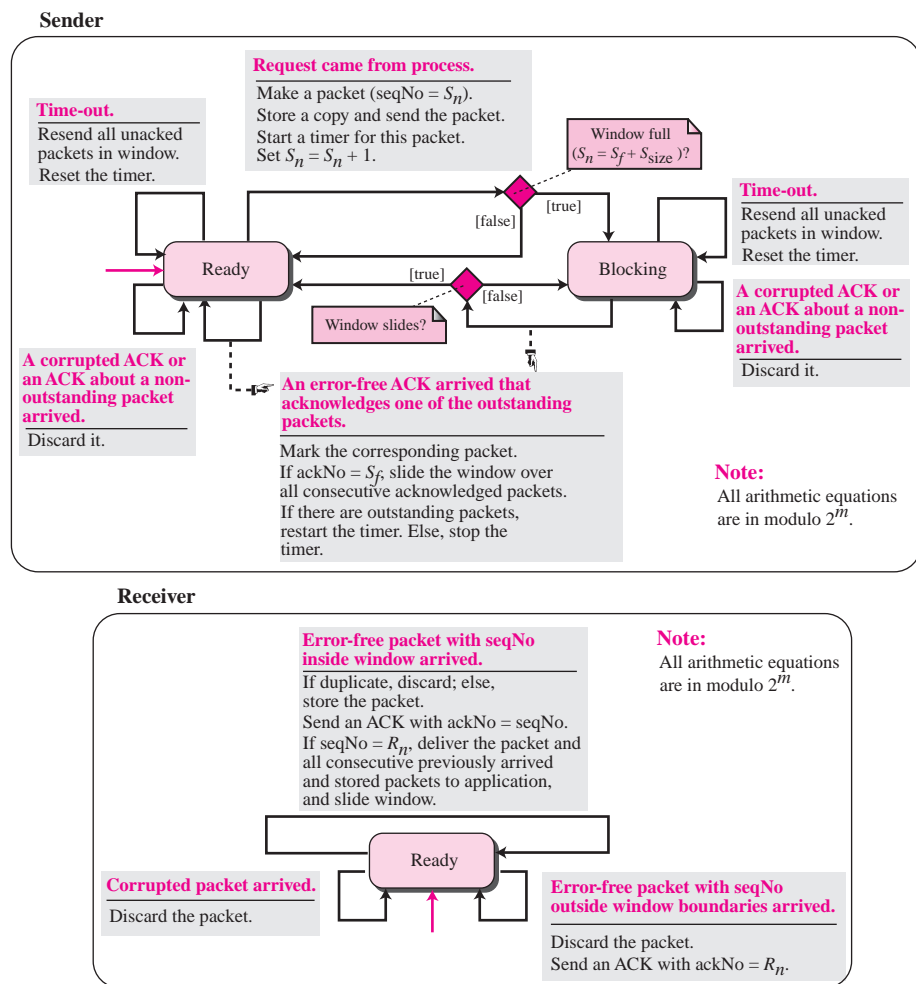 Sender
Request came from process.
Make a packet (seqNo = Sn).
Store a copy and send the packet.
Start a timer for this packet.
Set Sn = Sn + 1.
Time-out.
Resend all unacked
packets in window.
Reset the timer.
Window full
(Sn = Sf + Ssize )?
[false]
[true]
Time-out.
Resend all unacked
packets in window.
Reset the timer.
Ready
Blocking
[true]
[false]
Window slides?
A corrupted ACK or
an ACK about a non-
outstanding packet
arrived.
Discard it.
A corrupted ACK or
an ACK about a non-
outstanding packet
arrived.
Discard it.
An error-free ACK arrived that
acknowledges one of the outstanding
packets.
Mark the corresponding packet.
If ackNo = Sf, slide the window over
all consecutive acknowledged packets.
If there are outstanding packets,
restart the timer. Else, stop the
timer.
Note:
All arithmetic equations
are in modulo 2^m.
Receiver
Error-free packet with seqNo
inside window arrived.
If duplicate, discard; else,
store the packet.
Send an ACK with ackNo = seqNo.
If seqNo = Rn, deliver the packet and
all consecutive previously arrived
and stored packets to application,
and slide window.
Note:
All arithmetic equations
are in modulo 2^m.
Ready
Corrupted packet arrived.
Discard the packet.
Error-free packet with seqNo
outside window boundaries arrived.
Discard the packet.
Send an ACK with ackNo = Rn.